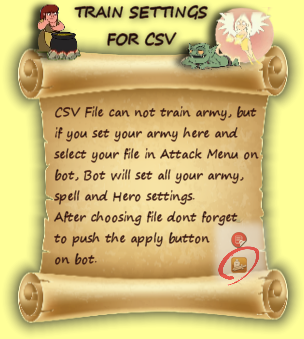 TRAIN SETTINGS
FOR CSV
CSV File can not train army, but
if you set your army here and
select your file in Attack Menu on
bot, Bot will set all your army,
spell and Hero settings.
After choosing file dont forget
to push the apply button
on bot.